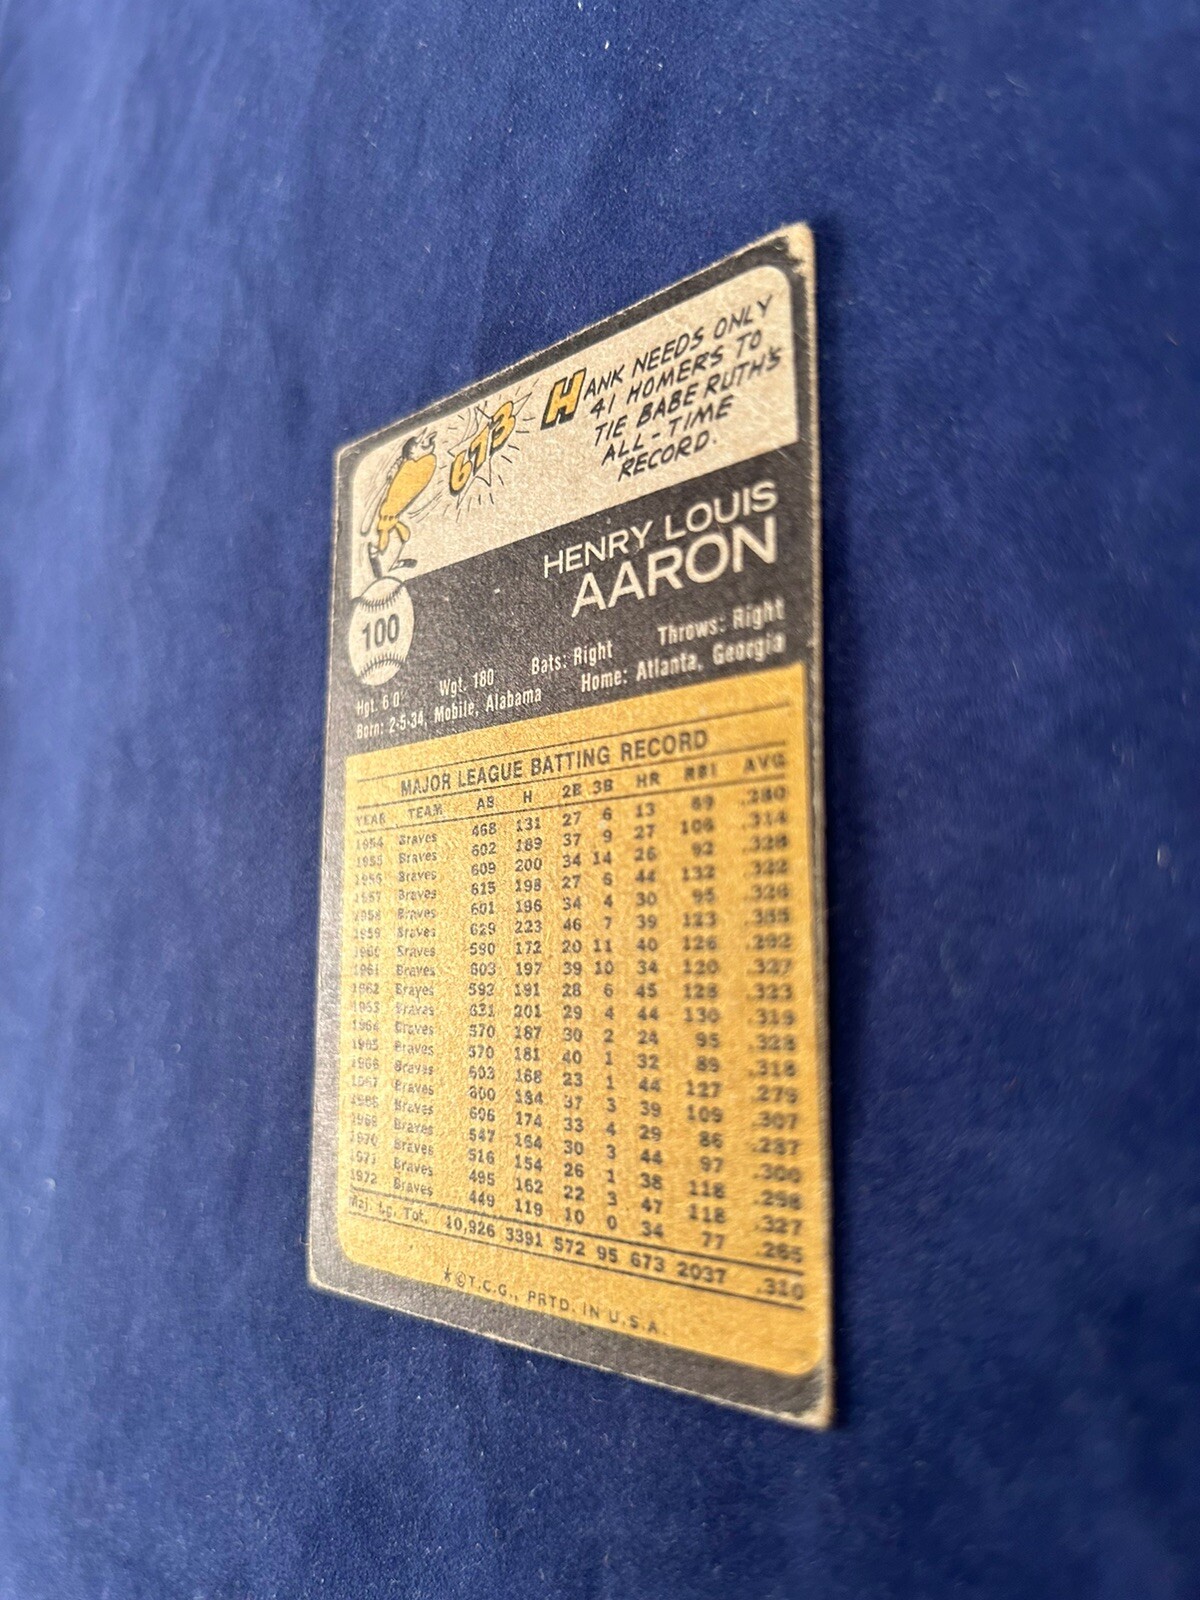 673
HANK NEEDS ONLY
41 HOMERS TO
TIE BABE RUTH'S
ALL-TIME
RECORD.
100
HENRY LOUIS
AARON
Hgt. 6'0" Wgt. 180 Bats: Right Throws: Right
Born: 2-5-34, Mobile, Alabama Home: Atlanta, Georgia
MAJOR LEAGUE BATTING RECORD
YEAR TEAM AB H 2B 3B HR RBI AVG
1954 Braves 468 131 27 6 13 69 .280
1955 Braves 602 189 37 9 27 106 .314
1956 Braves 609 200 34 14 26 92 .328
1957 Braves 615 198 27 6 44 132 .322
1958 Braves 601 196 34 4 30 95 .326
1959 Braves 629 223 46 7 39 123 .355
1960 Braves 590 172 20 11 40 126 .292
1961 Braves 603 197 39 10 34 120 .327
1962 Braves 592 191 28 6 45 128 .323
1963 Braves 631 201 29 4 44 130 .319
1964 Braves 570 187 30 2 24 95 .328
1965 Braves 570 181 40 1 32 89 .318
1966 Braves 603 168 23 1 44 127 .279
1967 Braves 600 184 37 3 39 109 .307
1968 Braves 606 174 33 4 29 86 .287
1969 Braves 547 164 30 3 44 97 .300
1970 Braves 516 154 26 1 38 118 .298
1971 Braves 495 162 22 3 47 118 .327
1972 Braves 449 119 10 0 34 77 .265
Maj. Lg. Tot. 10,926 3391 572 95 673 2037 .310
★©T.C.G., PRTD. IN U.S.A.